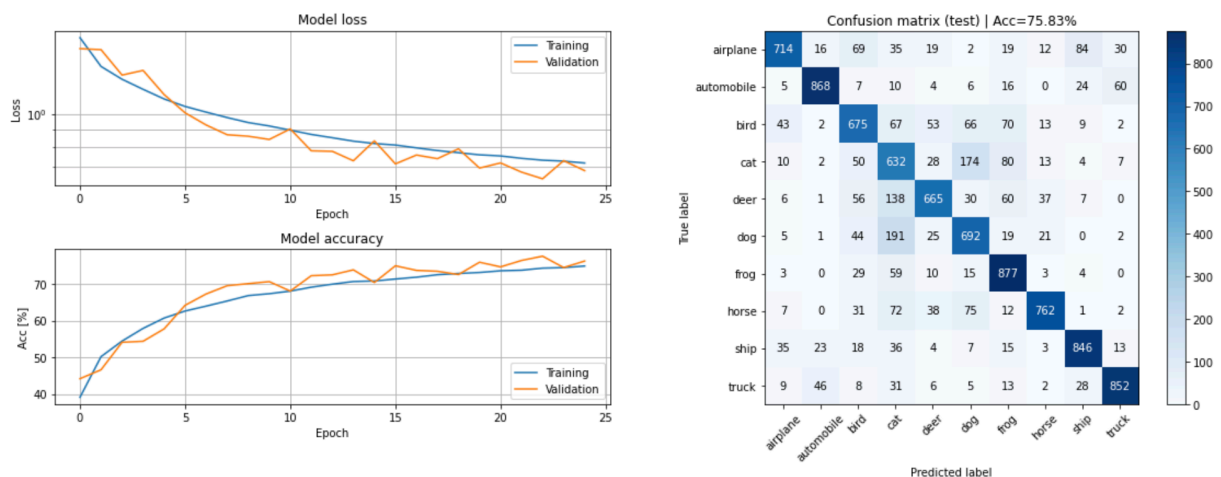 Model loss
Training
Validation
10⁰
Loss
0 5 10 15 20 25
Epoch
Model accuracy
70
60
50
40
Acc [%]
Training
Validation
0 5 10 15 20 25
Epoch
Confusion matrix (test) | Acc=75.83%
True label
airplane 714 16 69 35 19 2 19 12 84 30
automobile 5 868 7 10 4 6 16 0 24 60
bird 43 2 675 67 53 66 70 13 9 2
cat 10 2 50 632 28 174 80 13 4 7
deer 6 1 56 138 665 30 60 37 7 0
dog 5 1 44 191 25 692 19 21 0 2
frog 3 0 29 59 10 15 877 3 4 0
horse 7 0 31 72 38 75 12 762 1 2
ship 35 23 18 36 4 7 15 3 846 13
truck 9 46 8 31 6 5 13 2 28 852
airplane automobile bird cat deer dog frog horse ship truck
Predicted label
800
700
600
500
400
300
200
100
0